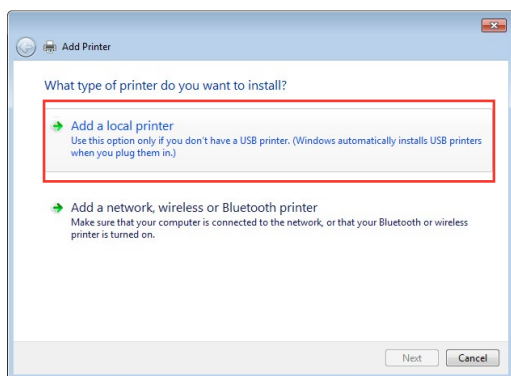 Add Printer
What type of printer do you want to install?
Add a local printer
Use this option only if you don't have a USB printer. (Windows automatically installs USB printers
when you plug them in.)
Add a network, wireless or Bluetooth printer
Make sure that your computer is connected to the network, or that your Bluetooth or wireless
printer is turned on.
Next Cancel